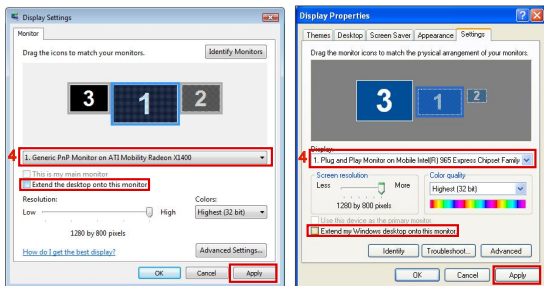 Display Settings
Monitor
Drag the icons to match your monitors.
Identify Monitors
3
1
2
4
1. Generic PnP Monitor on ATI Mobility Radeon X1400
This is my main monitor
Extend the desktop onto this monitor
Resolution:
Colors:
Low
High
Highest (32 bit)
1280 by 800 pixels
How do I get the best display?
Advanced Settings...
OK
Cancel
Apply
Display Properties
Themes
Desktop
Screen Saver
Appearance
Settings
Drag the monitor icons to match the physical arrangement of your monitors.
3
1
2
Display:
4
1. Plug and Play Monitor on Mobile Intel(R) 965 Express Chipset Family
Screen resolution
Color quality
Less
More
Highest (32 bit)
1280 by 800 pixels
Use this device as the primary monitor.
Extend my Windows desktop onto this monitor.
Identify
Troubleshoot...
Advanced
OK
Cancel
Apply